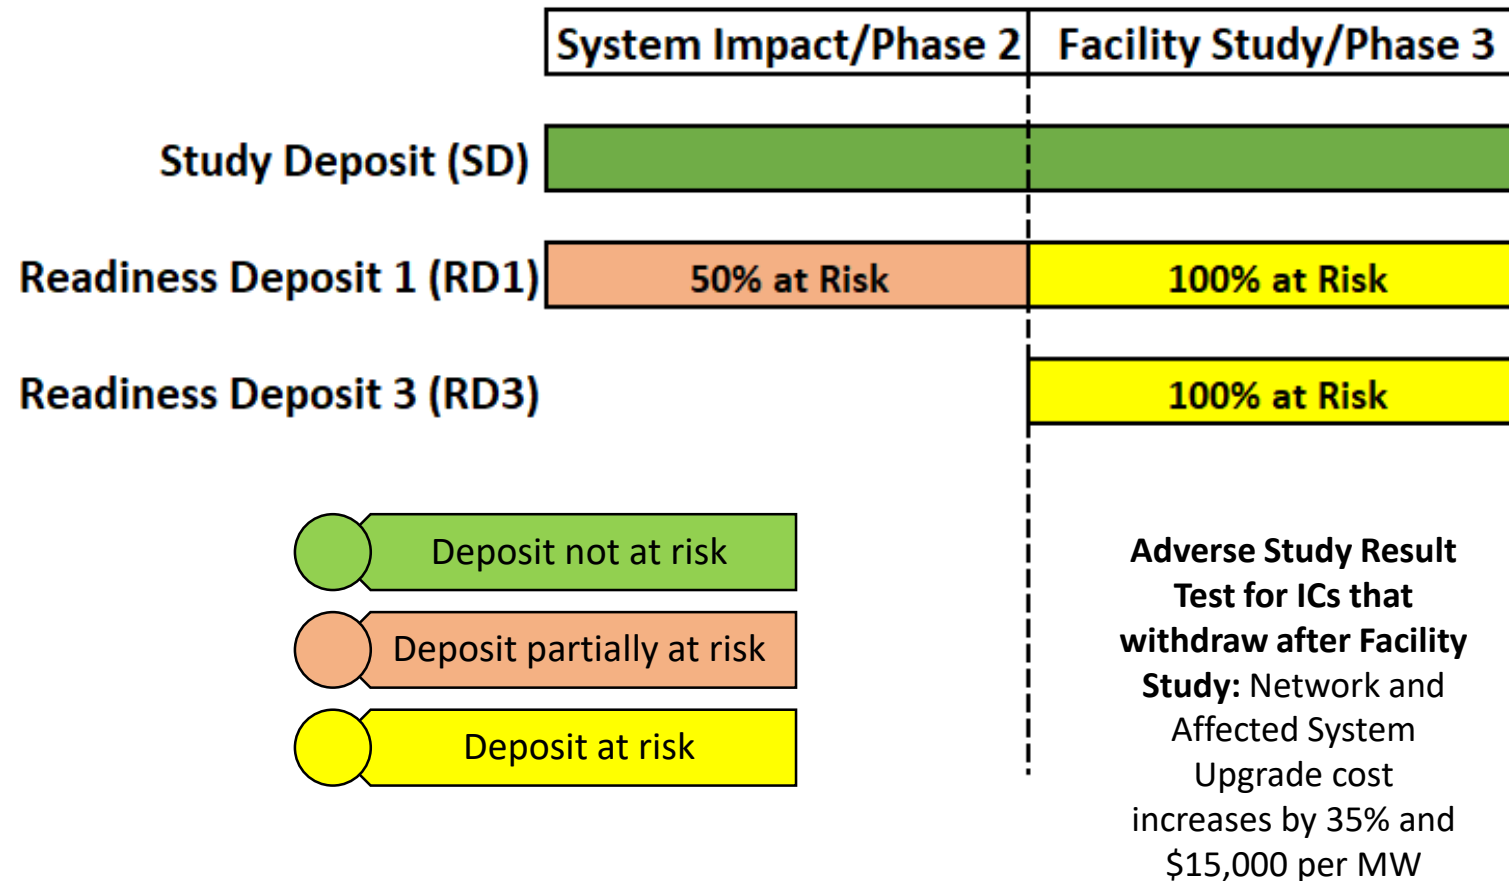 System Impact/Phase 2
Facility Study/Phase 3
Study Deposit (SD)
Readiness Deposit 1 (RD1)
50% at Risk
100% at Risk
Readiness Deposit 3 (RD3)
100% at Risk
Deposit not at risk
Deposit partially at risk
Deposit at risk
Adverse Study Result
Test for ICs that
withdraw after Facility
Study: Network and
Affected System
Upgrade cost
increases by 35% and
$15,000 per MW